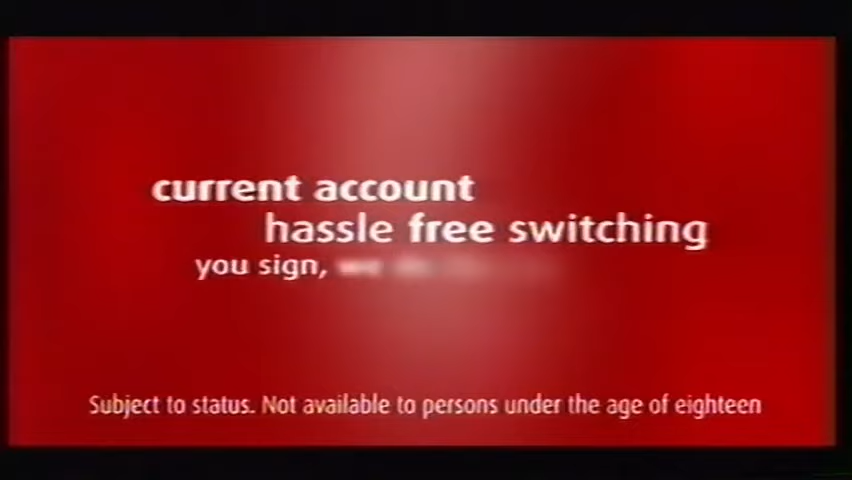 current account
hassle free switching
you sign,
Subject to status. Not available to persons under the age of eighteen